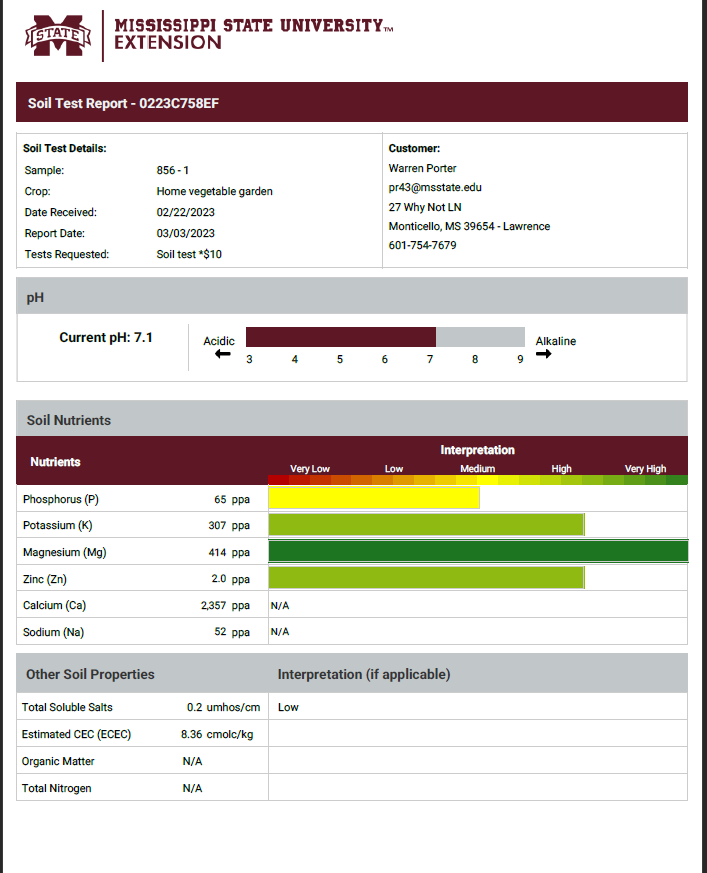 STATE
MISSISSIPPI STATE UNIVERSITY™
EXTENSION
Soil Test Report - 0223C758EF
Soil Test Details:
Sample: 856 - 1
Crop: Home vegetable garden
Date Received: 02/22/2023
Report Date: 03/03/2023
Tests Requested: Soil test *$10
Customer:
Warren Porter
pr43@msstate.edu
27 Why Not LN
Monticello, MS 39654 - Lawrence
601-754-7679
pH
Current pH: 7.1
Acidic
3 4 5 6 7 8 9
Alkaline
Soil Nutrients
Nutrients
Interpretation
Very Low Low Medium High Very High
Phosphorus (P) 65 ppa
Potassium (K) 307 ppa
Magnesium (Mg) 414 ppa
Zinc (Zn) 2.0 ppa
Calcium (Ca) 2,357 ppa N/A
Sodium (Na) 52 ppa N/A
Other Soil Properties Interpretation (if applicable)
Total Soluble Salts 0.2 umhos/cm Low
Estimated CEC (ECEC) 8.36 cmolc/kg
Organic Matter N/A
Total Nitrogen N/A